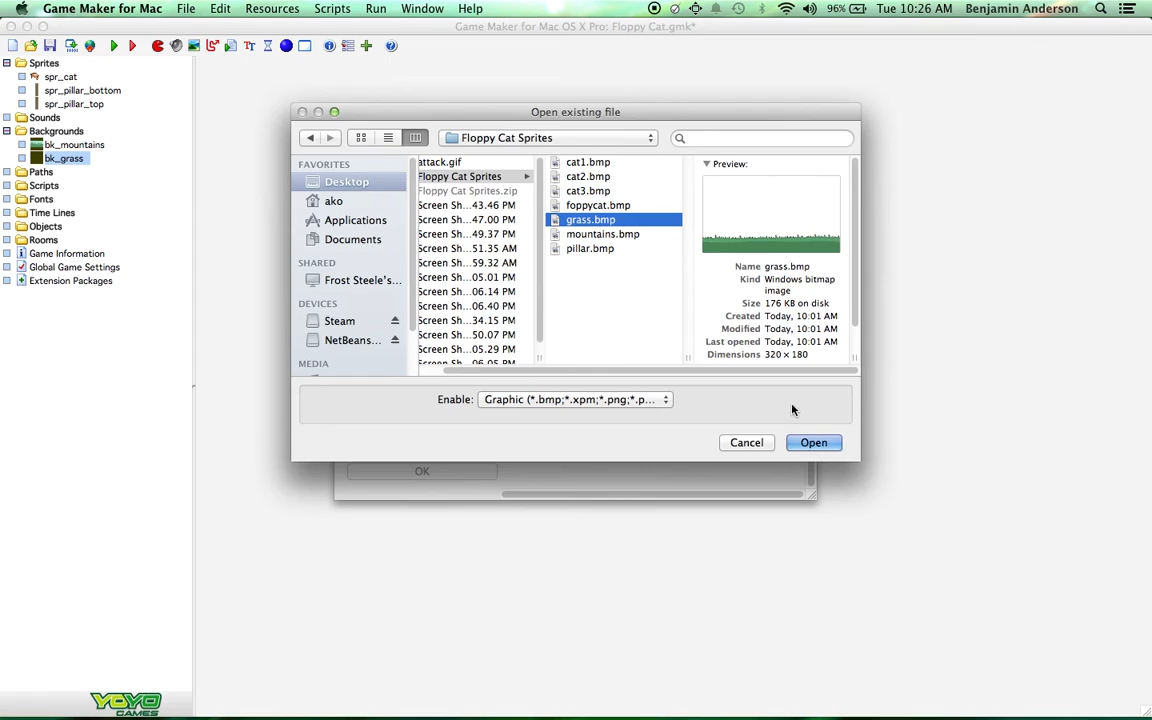 Game Maker for Mac File Edit Resources Scripts Run Window Help 96% Tue 10:26 AM Benjamin Anderson
Game Maker for Mac OS X Pro: Floppy Cat.gmk*
Sprites
spr_cat
spr_pillar_bottom
spr_pillar_top
Sounds
Backgrounds
bk_mountains
bk_grass
Paths
Scripts
Fonts
Time Lines
Objects
Rooms
Game Information
Global Game Settings
Extension Packages
YOYO
GAMES
Open existing file
Floppy Cat Sprites
FAVORITES
Desktop
ako
Applications
Documents
SHARED
Frost Steele's...
DEVICES
Steam
NetBeans...
MEDIA
attack.gif
Floppy Cat Sprites
Floppy Cat Sprites.zip
Screen Sh...43.46 PM
Screen Sh...47.00 PM
Screen Sh...49.37 PM
Screen Sh...51.35 AM
Screen Sh...59.32 AM
Screen Sh...05.01 PM
Screen Sh...06.14 PM
Screen Sh...06.40 PM
Screen Sh...34.15 PM
Screen Sh...50.07 PM
Screen Sh...05.29 PM
Screen Sh...06.05 PM
cat1.bmp
cat2.bmp
cat3.bmp
foppycat.bmp
grass.bmp
mountains.bmp
pillar.bmp
Preview:
Name grass.bmp
Kind Windows bitmap
image
Size 176 KB on disk
Created Today, 10:01 AM
Modified Today, 10:01 AM
Last opened Today, 10:01 AM
Dimensions 320 × 180
Enable: Graphic (*.bmp;*.xpm;*.png;*.p...
Cancel Open
OK